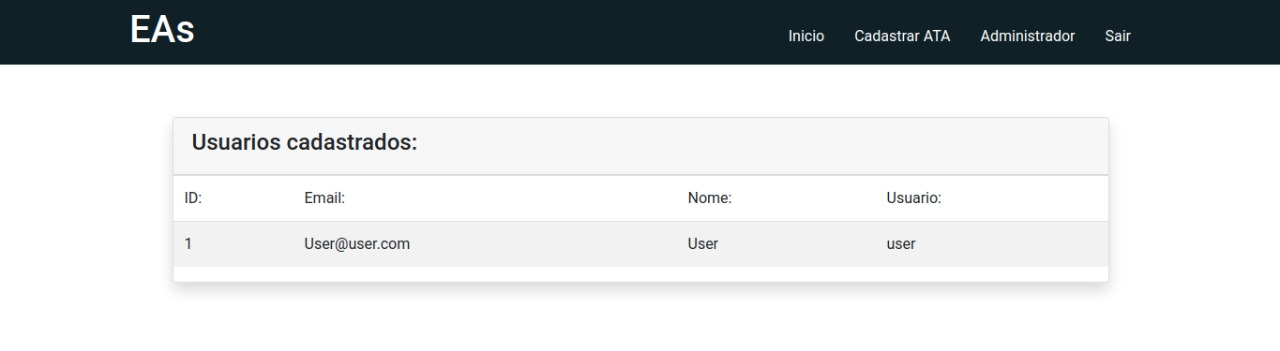 EAs
Inicio Cadastrar ATA Administrador Sair
Usuarios cadastrados:
ID: Email: Nome: Usuario:
1 User@user.com User user